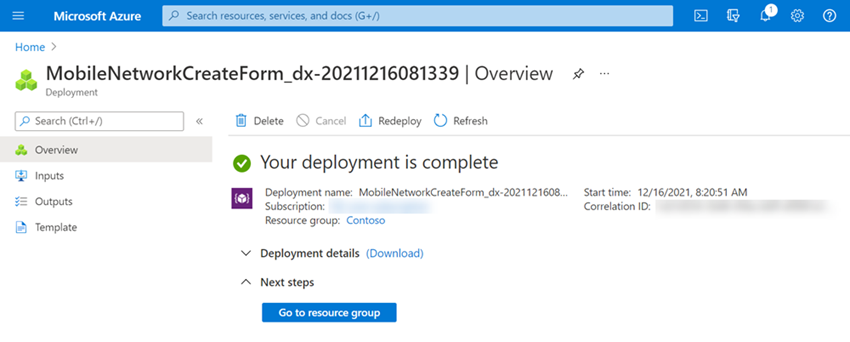 Microsoft Azure
Search resources, services, and docs (G+/)
1
Home
MobileNetworkCreateForm_dx-20211216081339 | Overview
Deployment
Search (Ctrl+/)
Overview
Inputs
Outputs
Template
Delete
Cancel
Redeploy
Refresh
Your deployment is complete
Deployment name: MobileNetworkCreateForm_dx-2021121608...
Subscription:
Resource group: Contoso
Start time: 12/16/2021, 8:20:51 AM
Correlation ID:
Deployment details (Download)
Next steps
Go to resource group